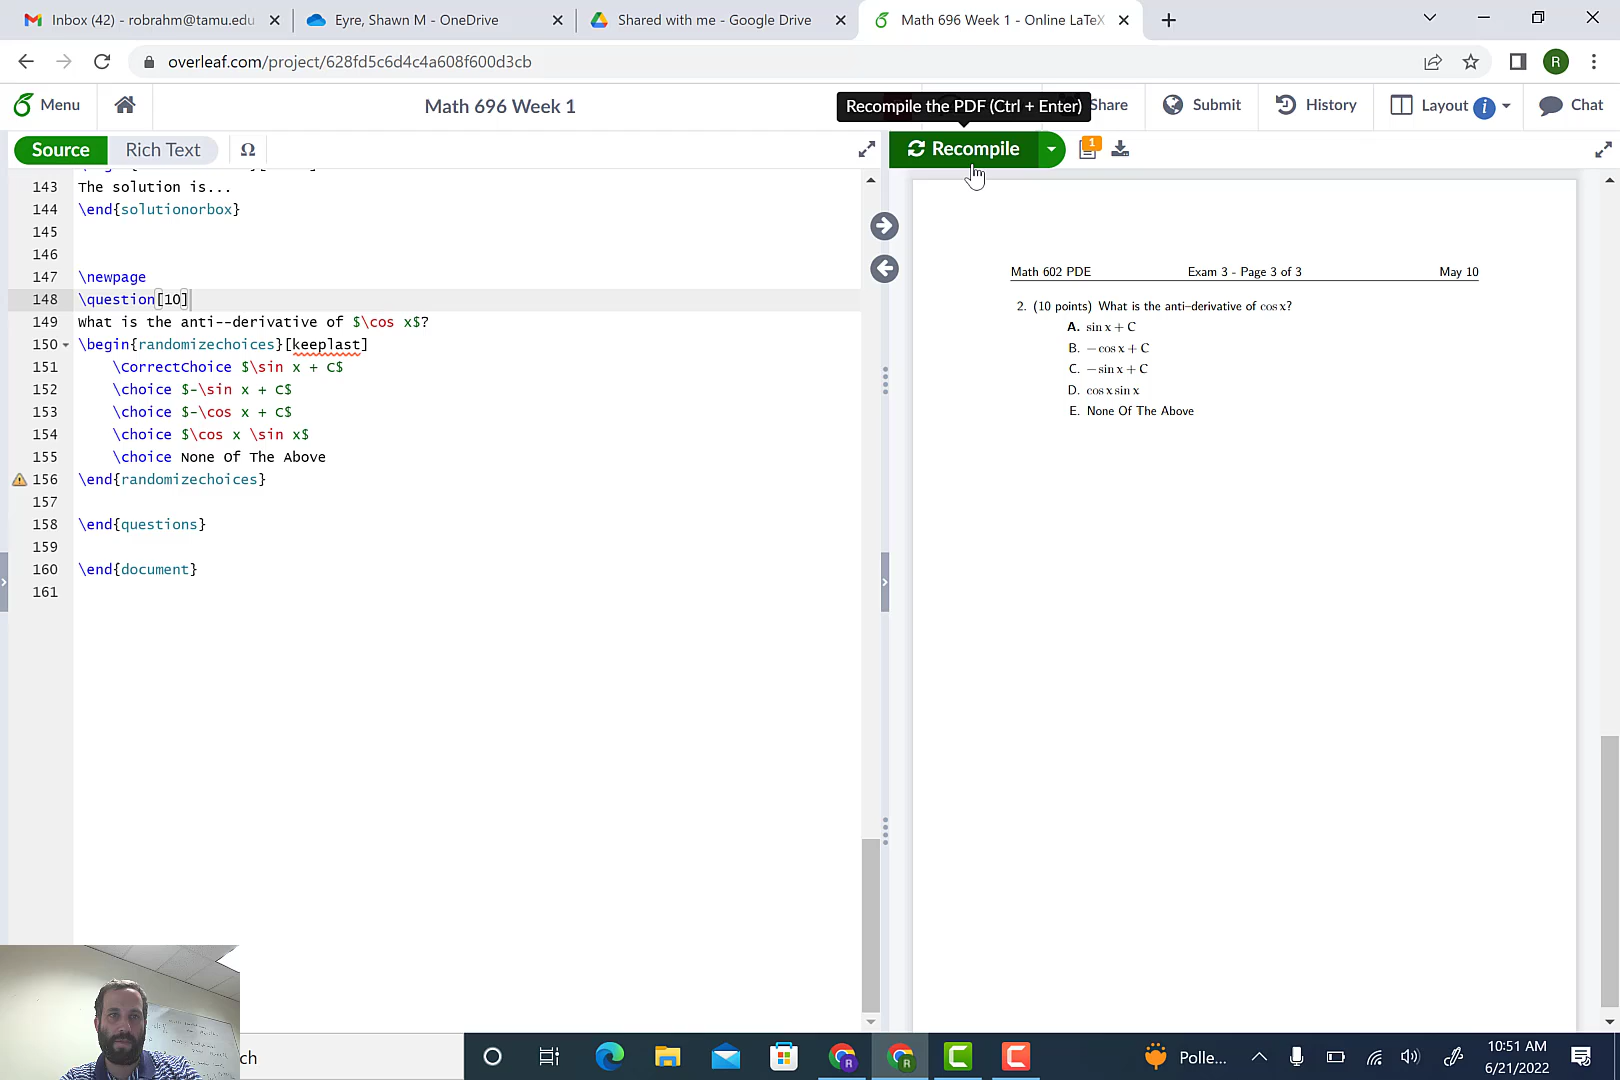 Inbox (42) - robrahm@tamu.edu
Eyre, Shawn M - OneDrive
Shared with me - Google Drive
Math 696 Week 1 - Online LaTeX
overleaf.com/project/628fd5c6d4c4a608f600d3cb
R
Menu
Math 696 Week 1
Recompile the PDF (Ctrl + Enter)
Share
Submit
History
Layout
Chat
Source
Rich Text
Ω
Recompile
1
143 The solution is...
144 \end{solutionorbox}
145
146
147 \newpage
148 \question[10]
149 What is the anti--derivative of $\cos x$?
150 \begin{randomizechoices}[keeplast]
151 \CorrectChoice $\sin x + C$
152 \choice $-\sin x + C$
153 \choice $-\cos x + C$
154 \choice $\cos x \sin x$
155 \choice None Of The Above
156 \end{randomizechoices}
157
158 \end{questions}
159
160 \end{document}
161
Math 602 PDE Exam 3 - Page 3 of 3 May 10
2. (10 points) What is the anti–derivative of cos x?
A. sin x + C
B. − cos x + C
C. − sin x + C
D. cos x sin x
E. None Of The Above
ch
Polle...
10:51 AM
6/21/2022